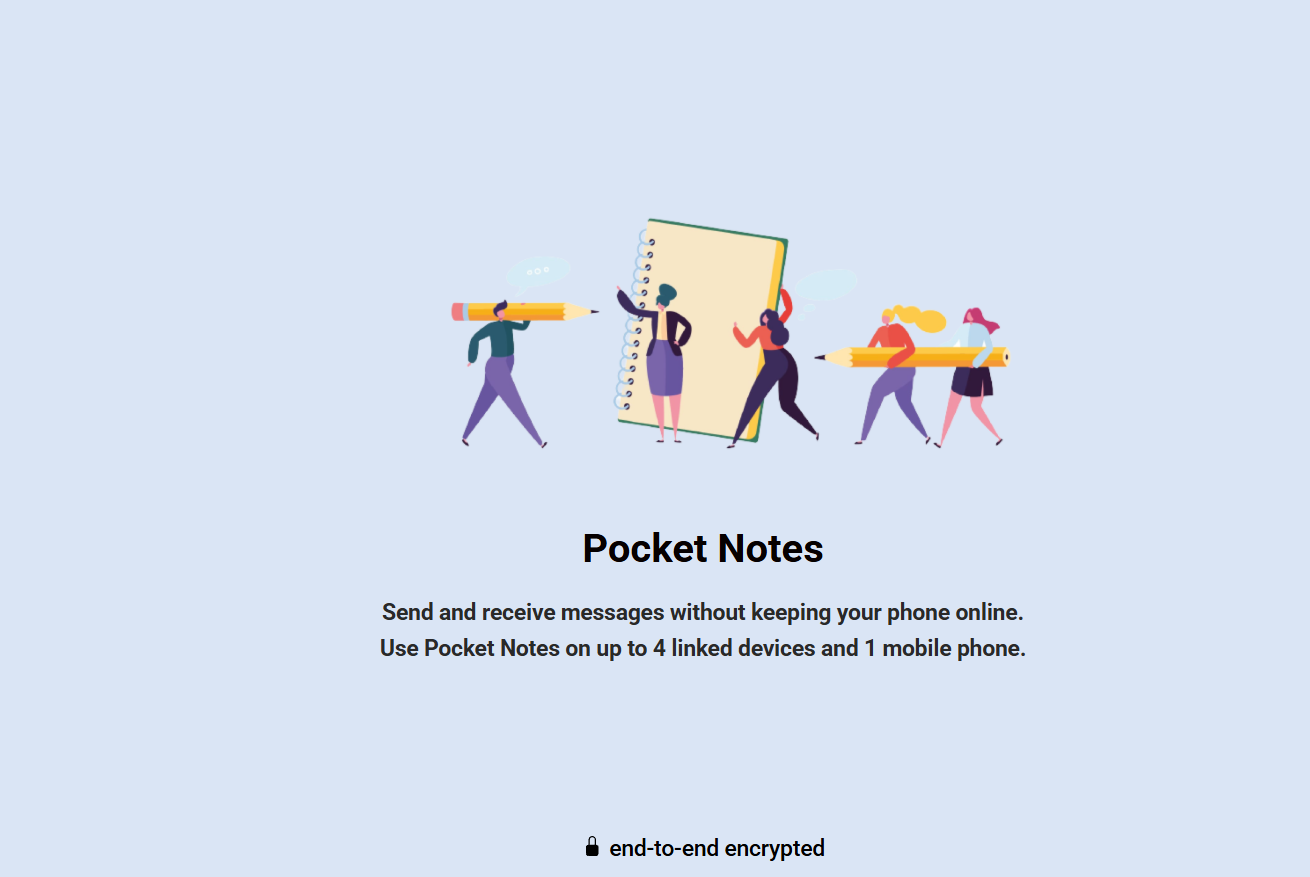 Pocket Notes
Send and receive messages without keeping your phone online.
Use Pocket Notes on up to 4 linked devices and 1 mobile phone.
end-to-end encrypted